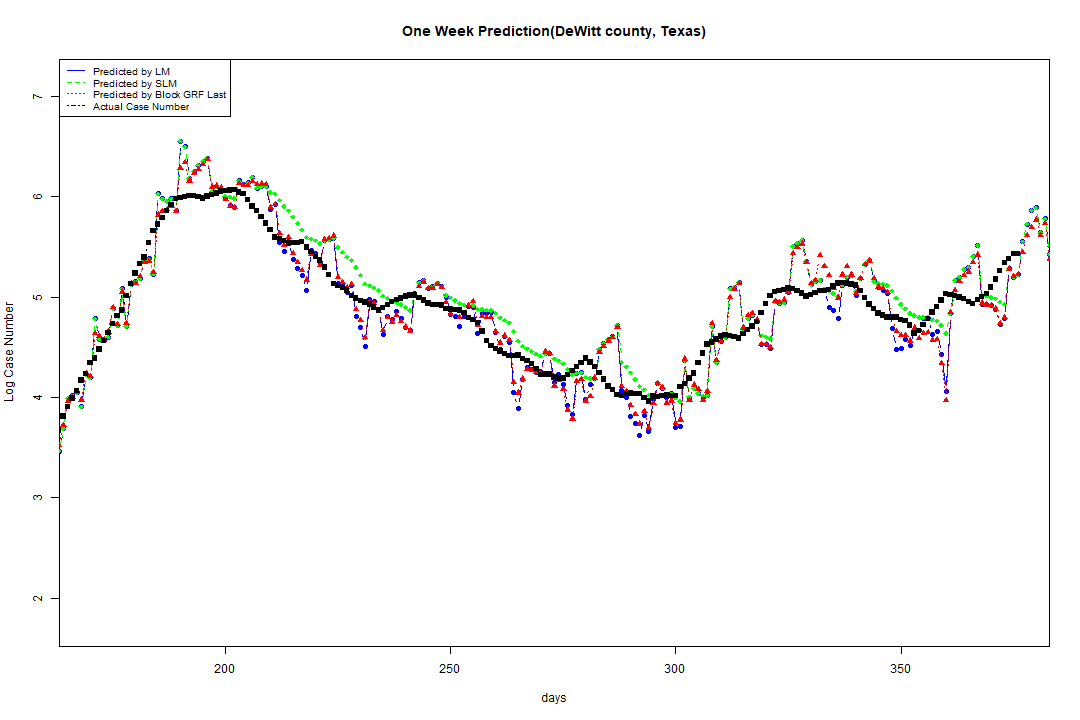 One Week Prediction(DeWitt county, Texas)
Predicted by LM
Predicted by SLM
Predicted by Block GRF Last
Actual Case Number
7
6
5
4
3
2
Log Case Number
200 250 300 350
days